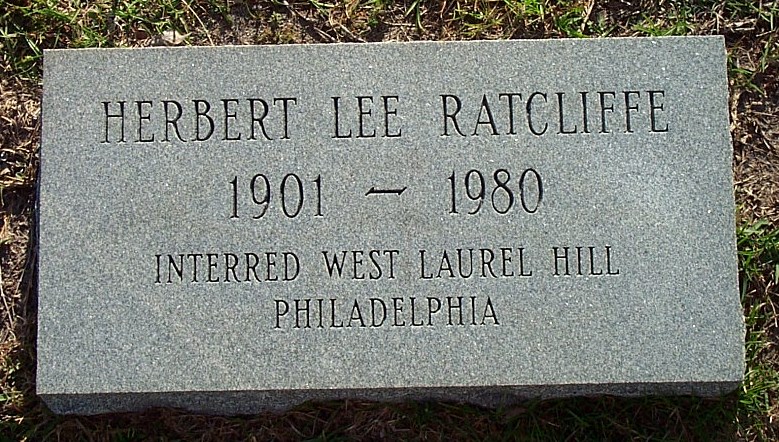 HERBERT LEE RATCLIFFE
1901 – 1980
INTERRED WEST LAUREL HILL
PHILADELPHIA